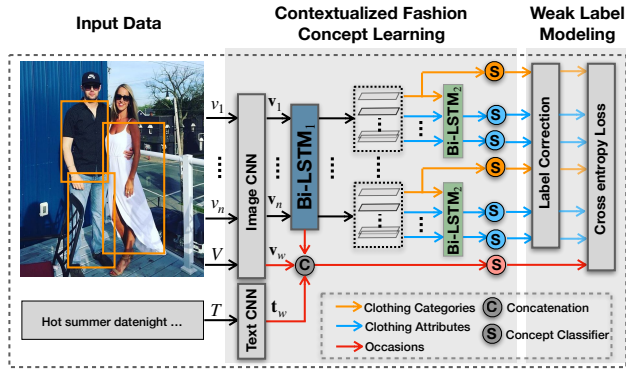 Input Data
Contextualized Fashion
Concept Learning
Weak Label
Modeling
v1
vn
V
T
Hot summer datenight ...
Image CNN
Text CNN
v1
vn
vw
tw
Bi-LSTM1
Bi-LSTM2
Bi-LSTM2
C
S
S
S
S
S
S
S
Label Correction
Cross entropy Loss
Clothing Categories
Clothing Attributes
Occasions
C Concatenation
S Concept Classifier